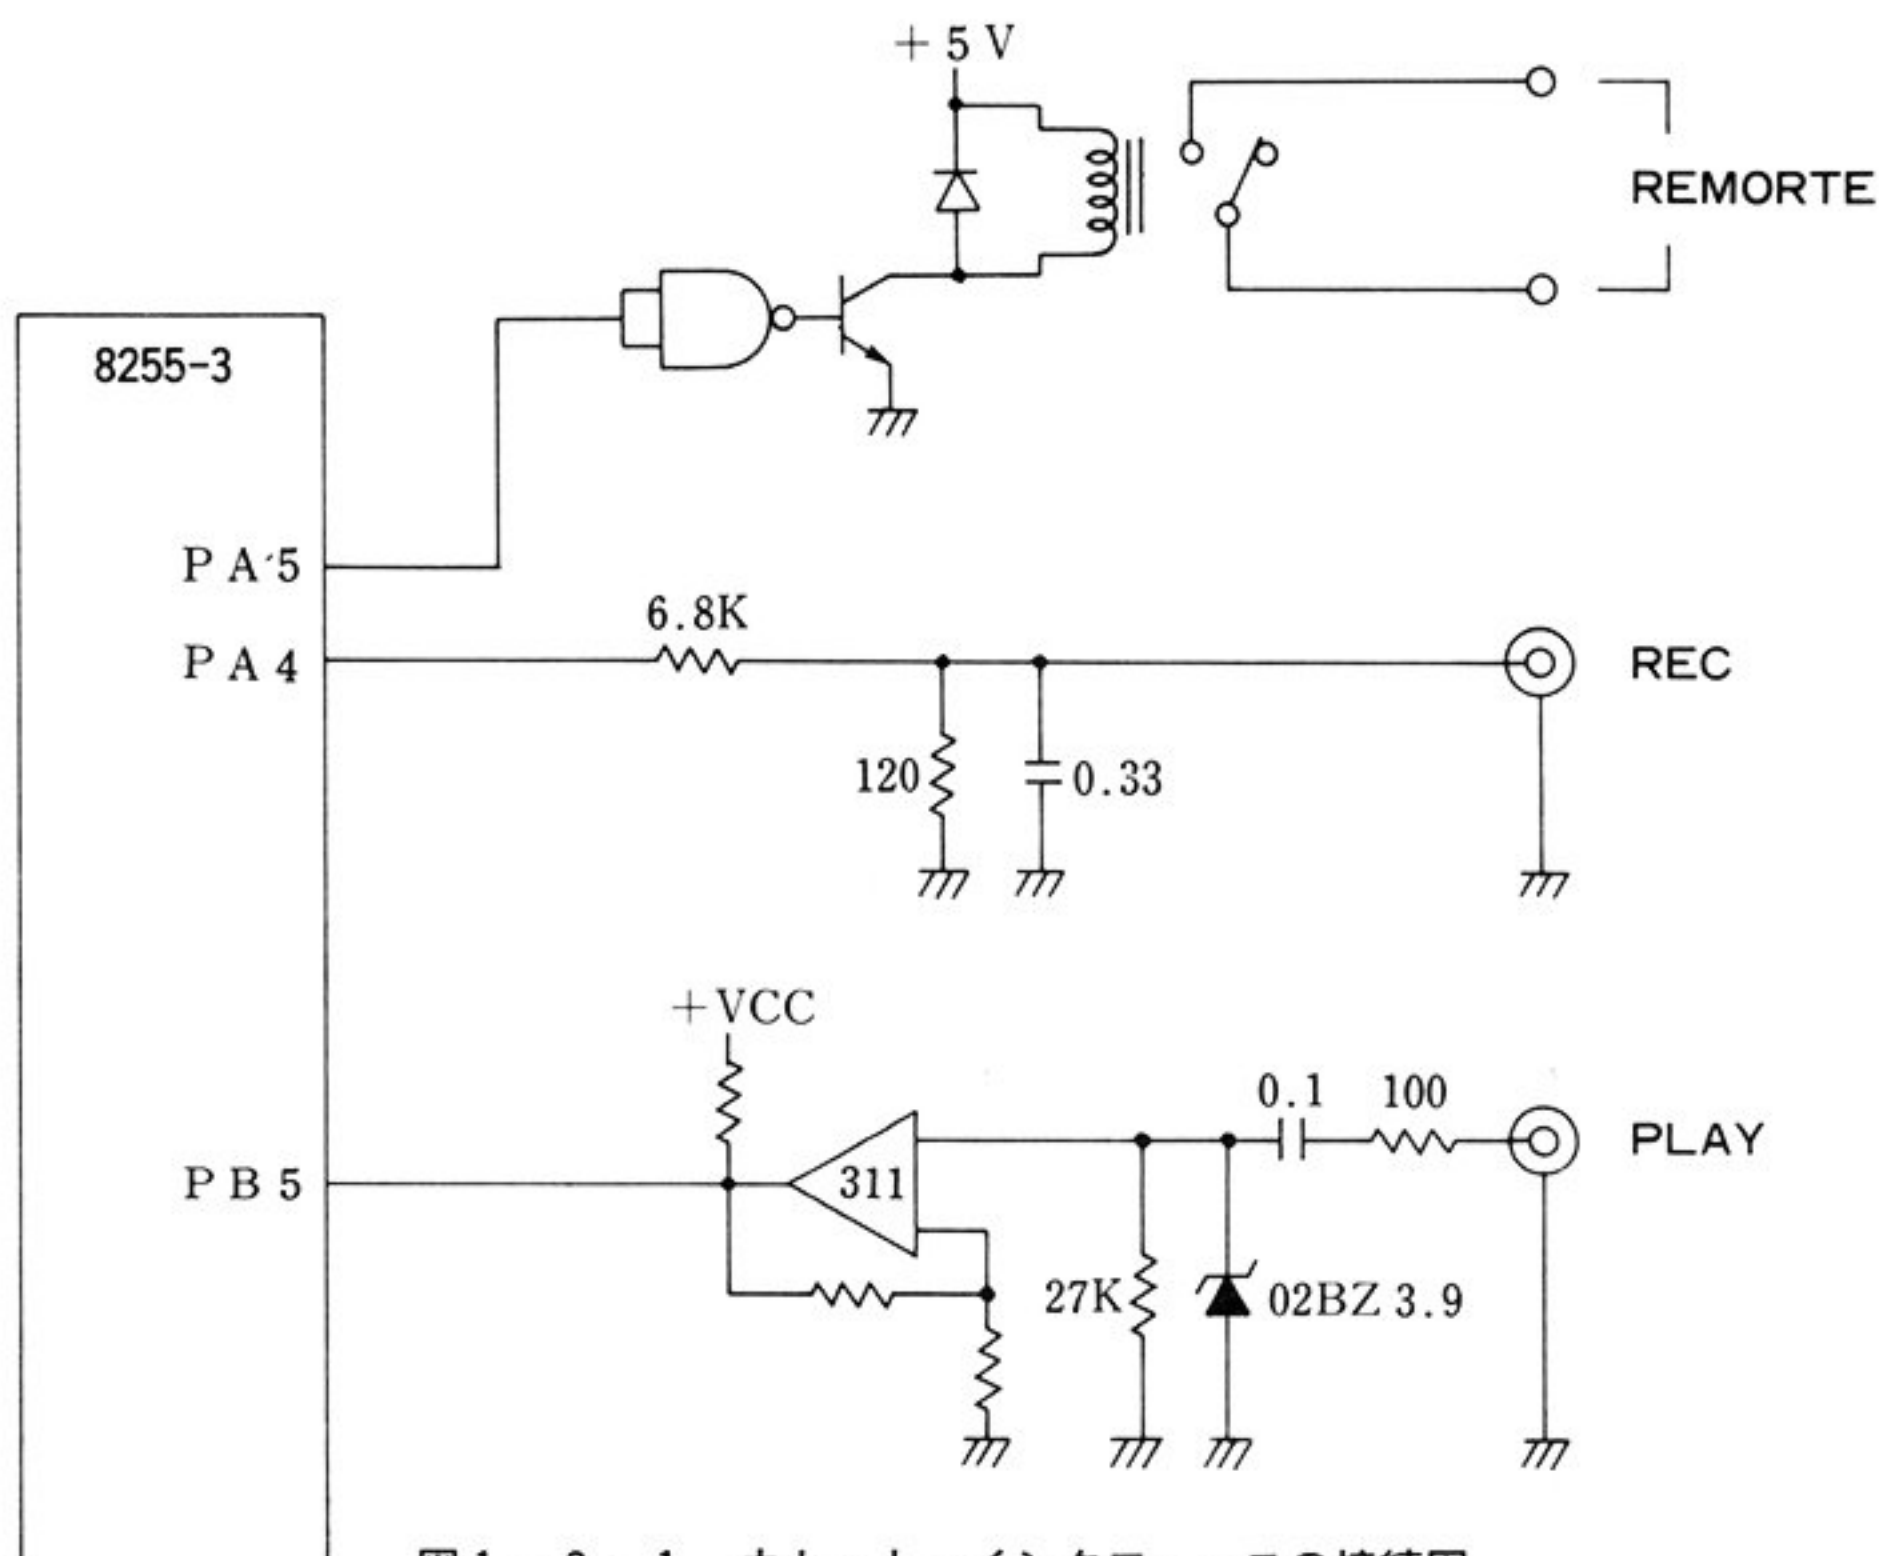 +5V
REMORTE
8255-3
PA5
6.8K
PA4
REC
120
0.33
+VCC
0.1
100
PLAY
PB5
311
27K
02BZ 3.9